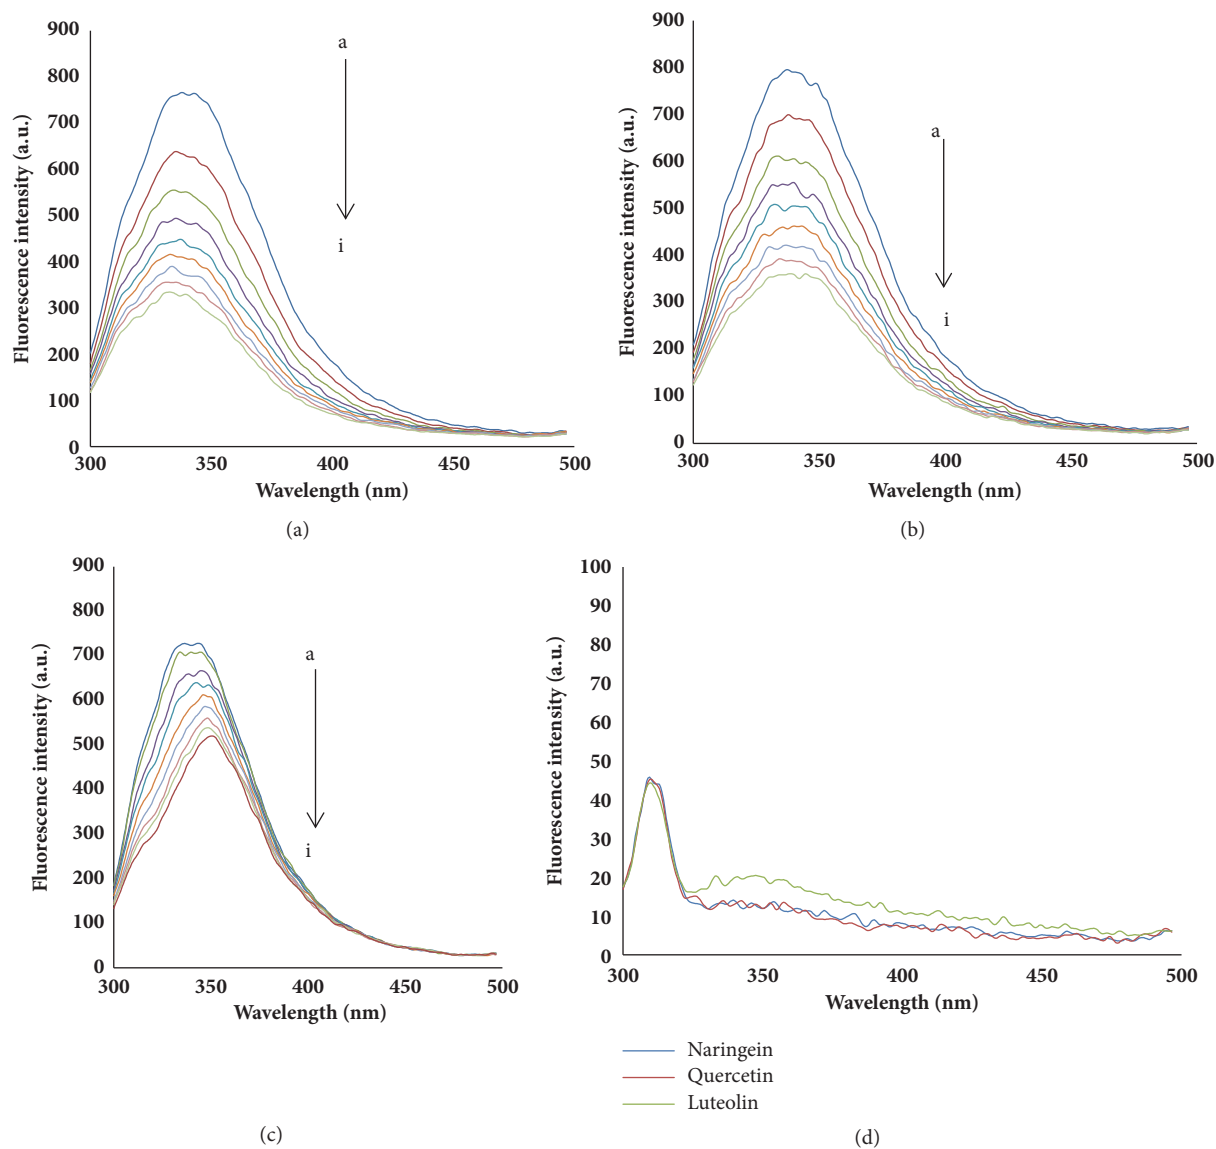 900
800
700
600
500
400
300
200
100
0
Fluorescence intensity (a.u.)
a
i
300 350 400 450 500
Wavelength (nm)
(a)
900
800
700
600
500
400
300
200
100
0
Fluorescence intensity (a.u.)
a
i
300 350 400 450 500
Wavelength (nm)
(b)
900
800
700
600
500
400
300
200
100
0
Fluorescence intensity (a.u.)
a
i
300 350 400 450 500
Wavelength (nm)
(c)
100
90
80
70
60
50
40
30
20
10
0
Fluorescence intensity (a.u.)
300 350 400 450 500
Wavelength (nm)
Naringein
Quercetin
Luteolin
(d)